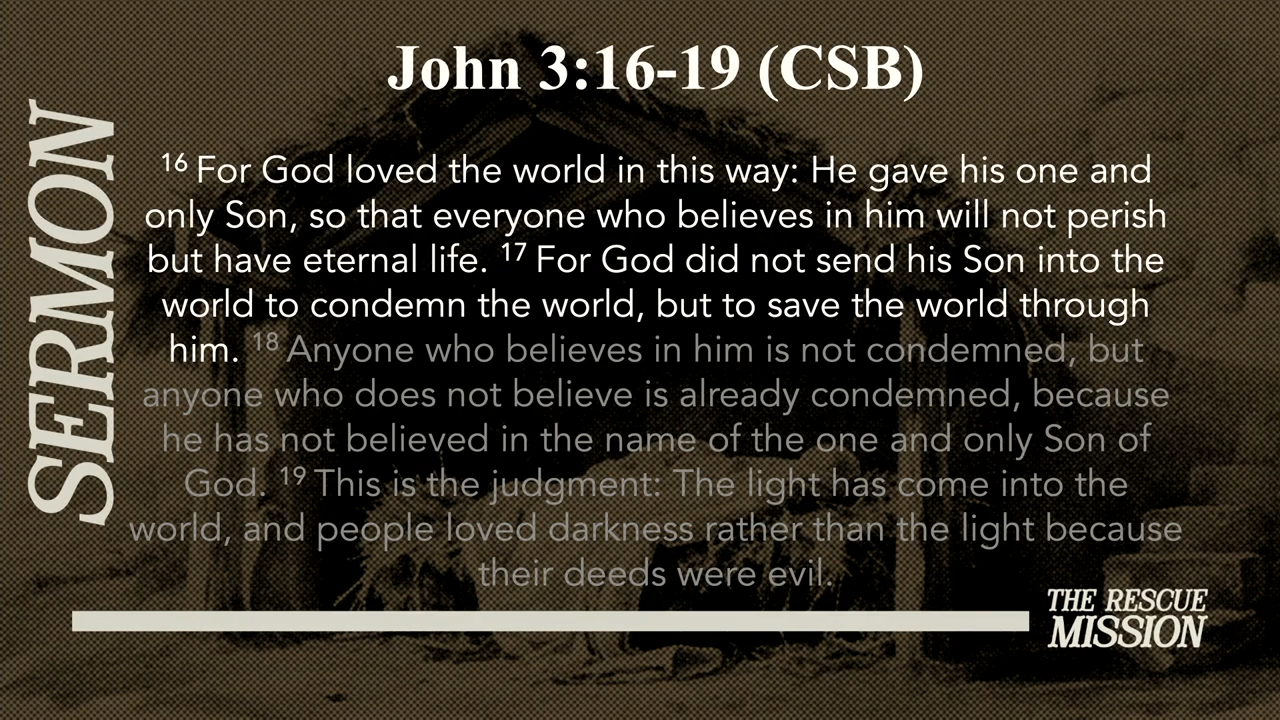 John 3:16-19 (CSB)
SERMON
¹⁶ For God loved the world in this way: He gave his one and
only Son, so that everyone who believes in him will not perish
but have eternal life. ¹⁷ For God did not send his Son into the
world to condemn the world, but to save the world through
him. ¹⁸ Anyone who believes in him is not condemned, but
anyone who does not believe is already condemned, because
he has not believed in the name of the one and only Son of
God. ¹⁹ This is the judgment: The light has come into the
world, and people loved darkness rather than the light because
their deeds were evil.
THE RESCUE
MISSION